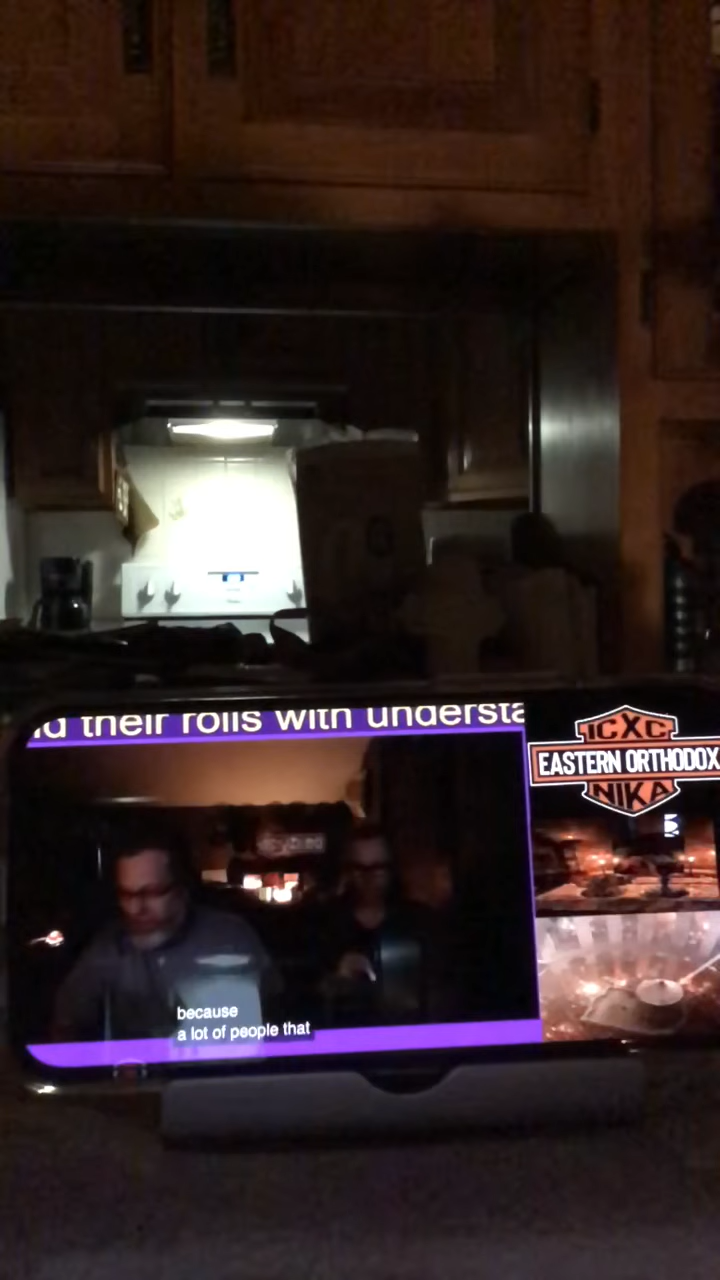 their rolls with understa
ICXC
EASTERN ORTHODOX
NIKA
because
a lot of people that